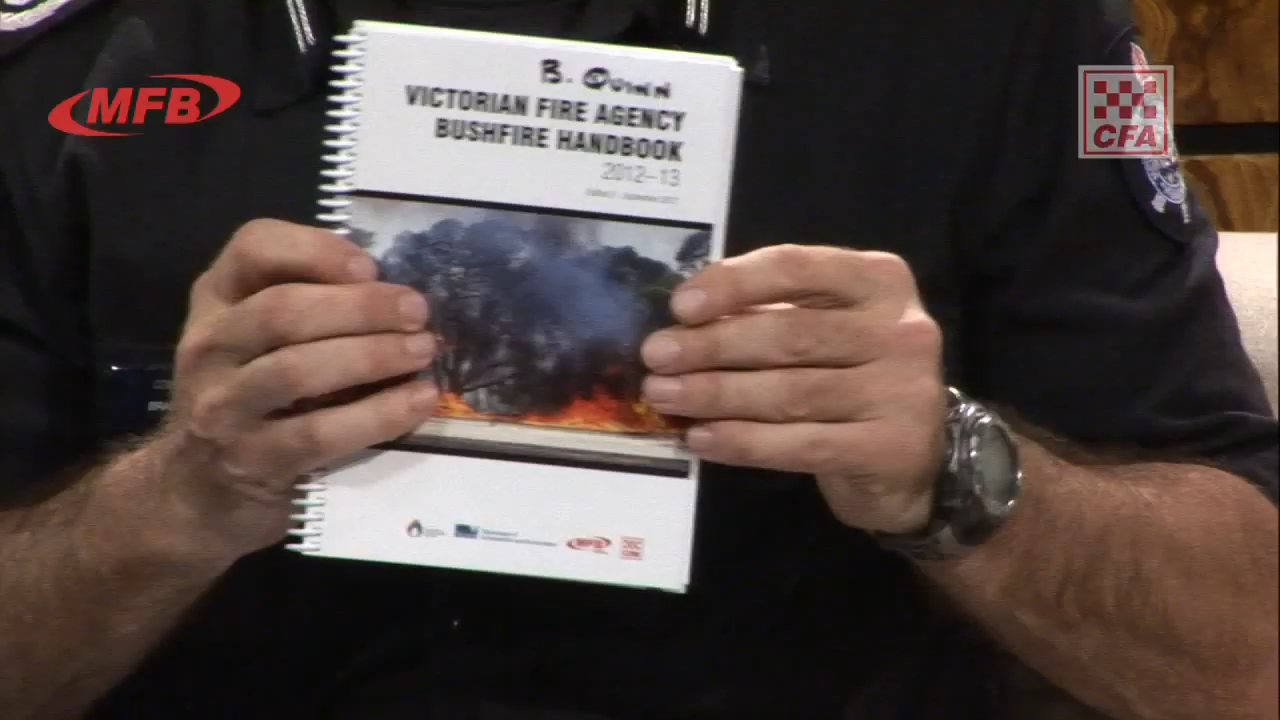 MFB
CFA
B. Quinn
VICTORIAN FIRE AGENCY
BUSHFIRE HANDBOOK
2012–13
MFB